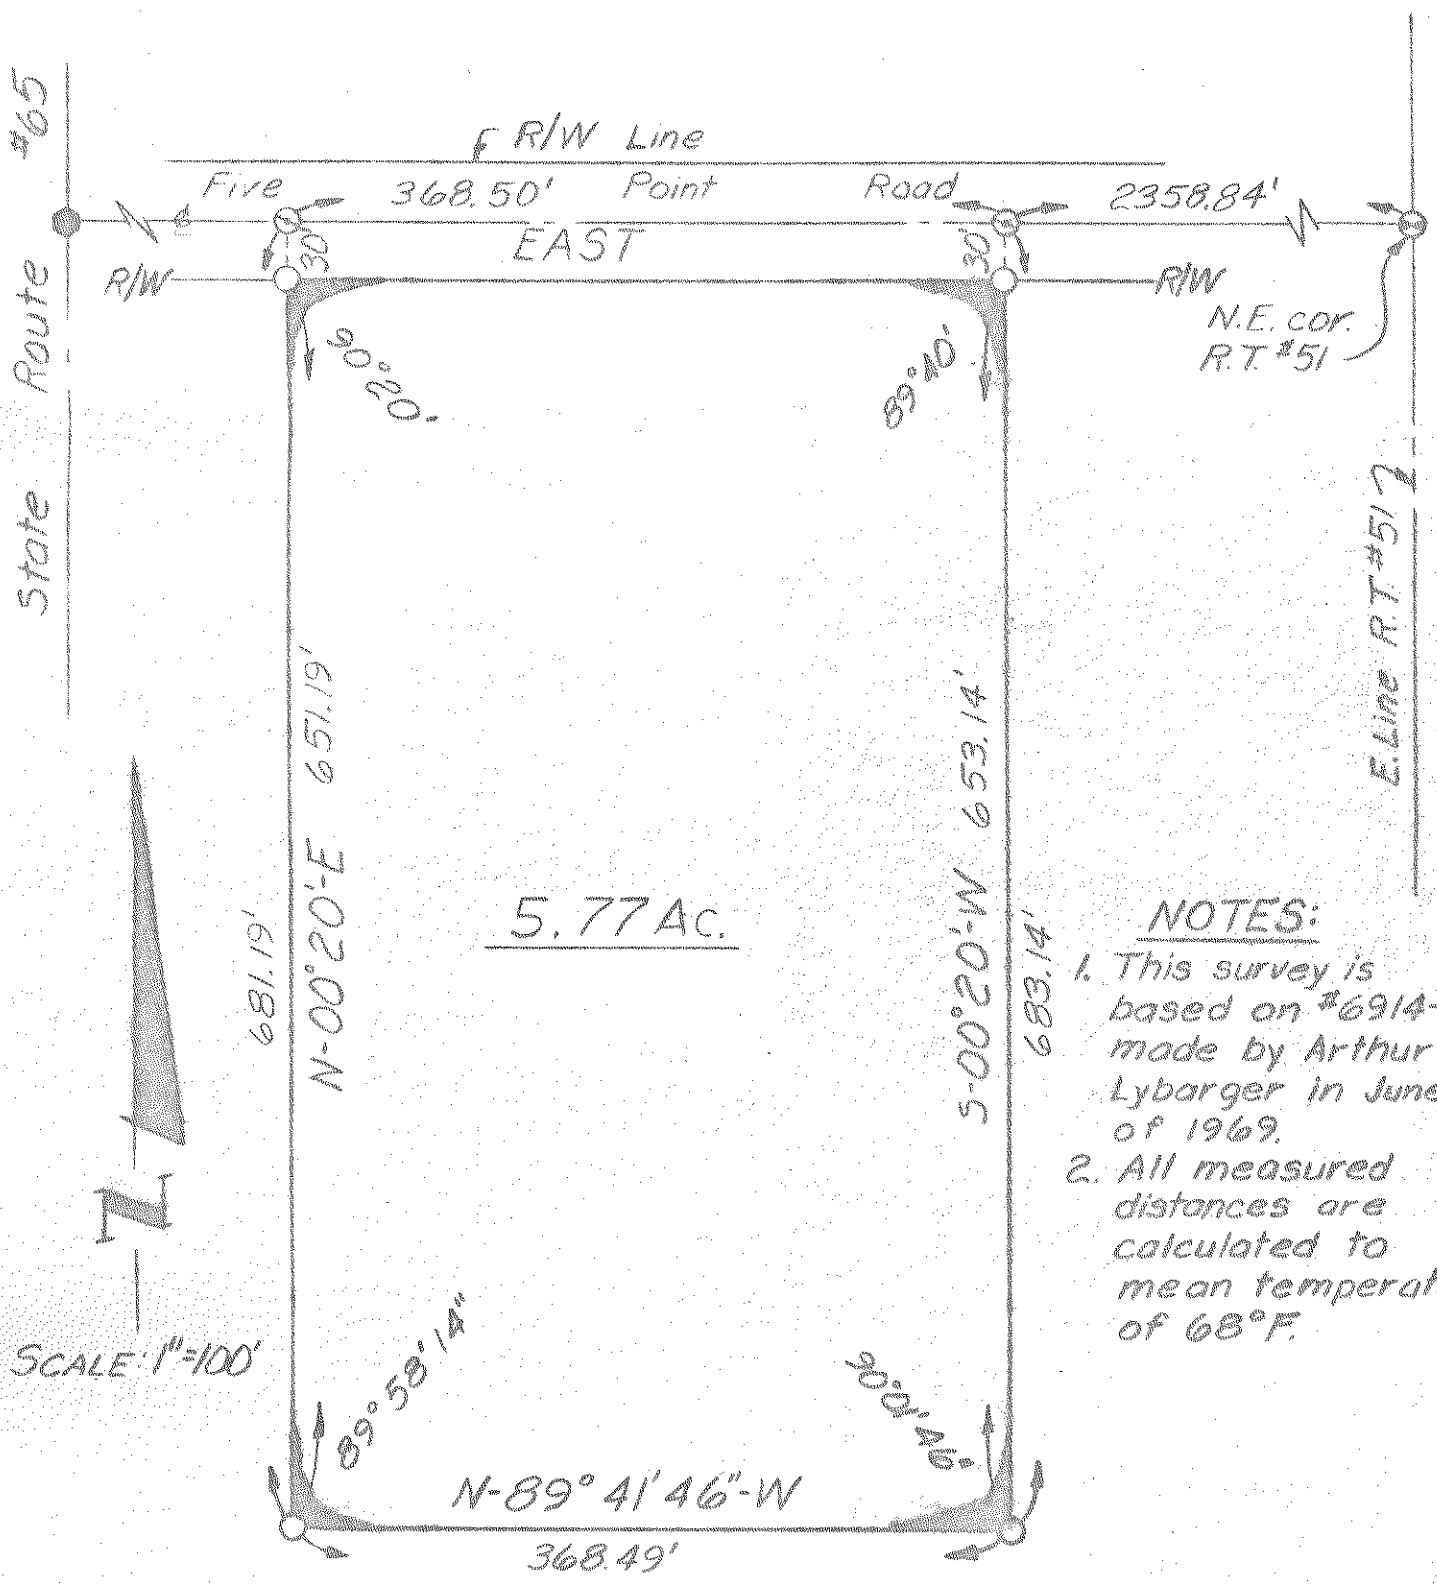 State Route #65
R/W Line
Five 368.50' Point Road 2358.84'
EAST
30'
30'
R/W
R/W
N.E. cor.
R.T. #51
90°20'
89°40'
E. Line R.T. #51
681.19'
N-00°20'-E 651.19'
5.77 Ac.
S-00°20'-W 653.14'
683.14'
NOTES:
1. This survey is
based on #6914-
made by Arthur
Lybarger in June
of 1969.
2. All measured
distances are
calculated to
mean temperat
of 68°F.
N
SCALE: 1"=100'
89°58'14"
90°01'46"
N-89°41'46"-W
368.49'